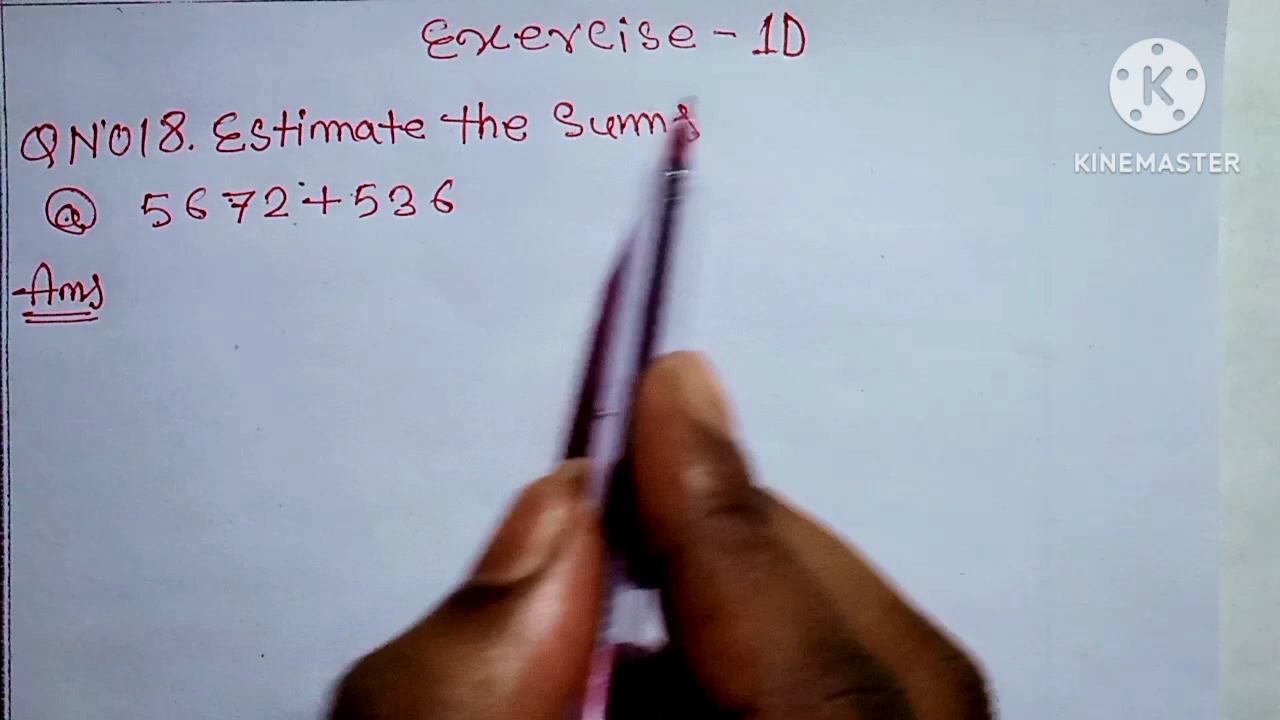 Exercise - 1D
QNO18. Estimate the Sums
ⓐ 5672+536
Ans
K
KINEMASTER